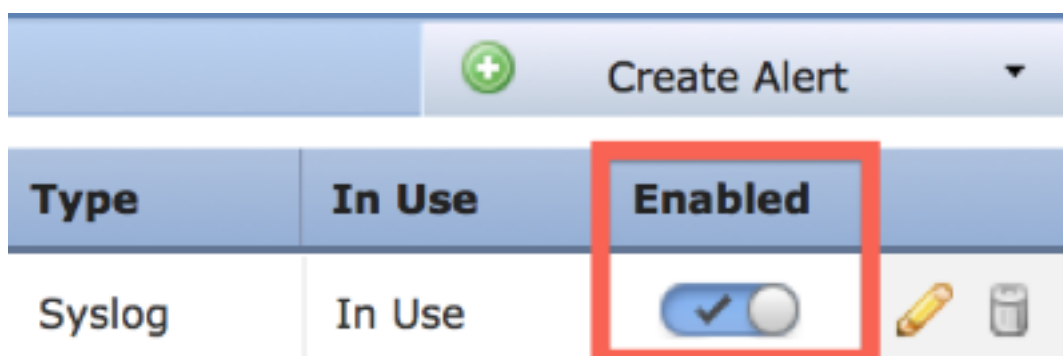 Create Alert
Type In Use Enabled
Syslog In Use